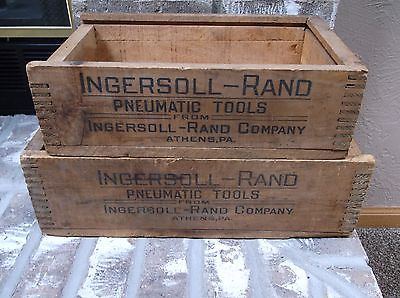 INGERSOLL-RAND
PNEUMATIC TOOLS
FROM
INGERSOLL-RAND COMPANY
ATHENS, PA.
INGERSOLL-RAND
PNEUMATIC TOOLS
FROM
INGERSOLL-RAND COMPANY
ATHENS, PA.